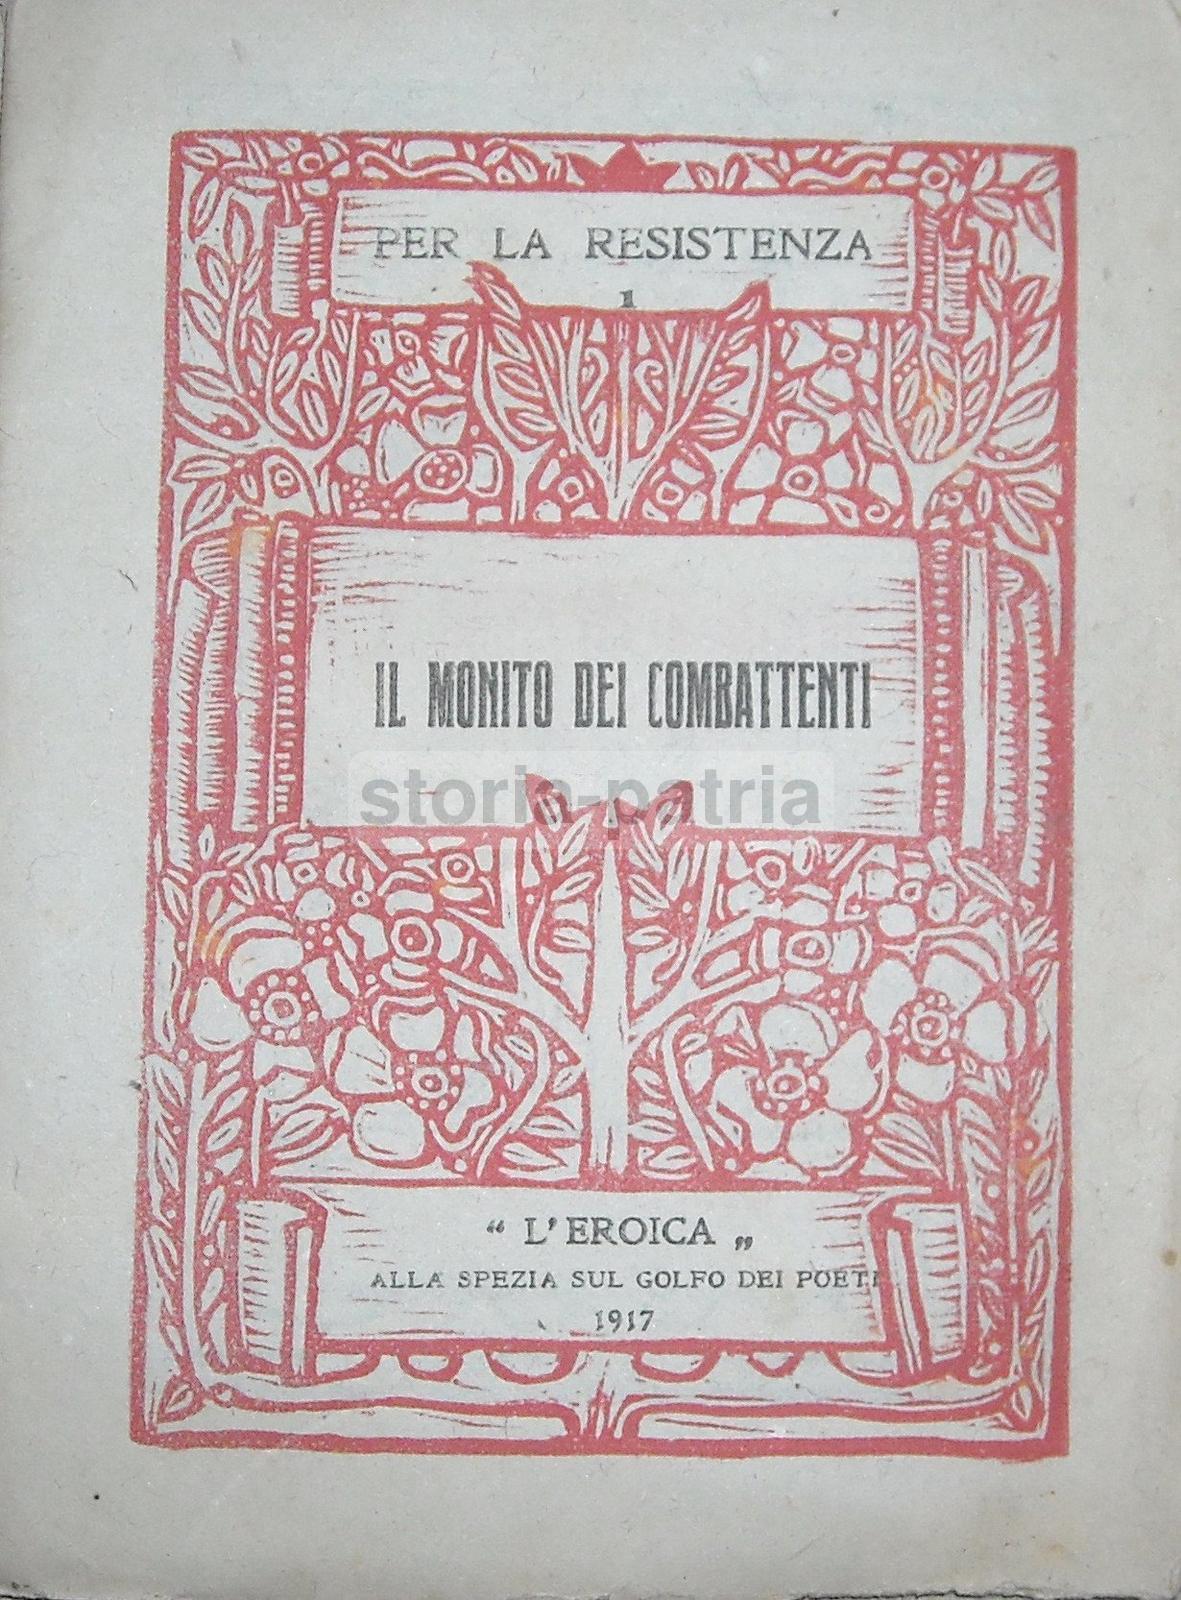 PER LA RESISTENZA
1
IL MONITO DEI COMBATTENTI
storia-patria
“ L'EROICA „
ALLA SPEZIA SUL GOLFO DEI POETI
1917